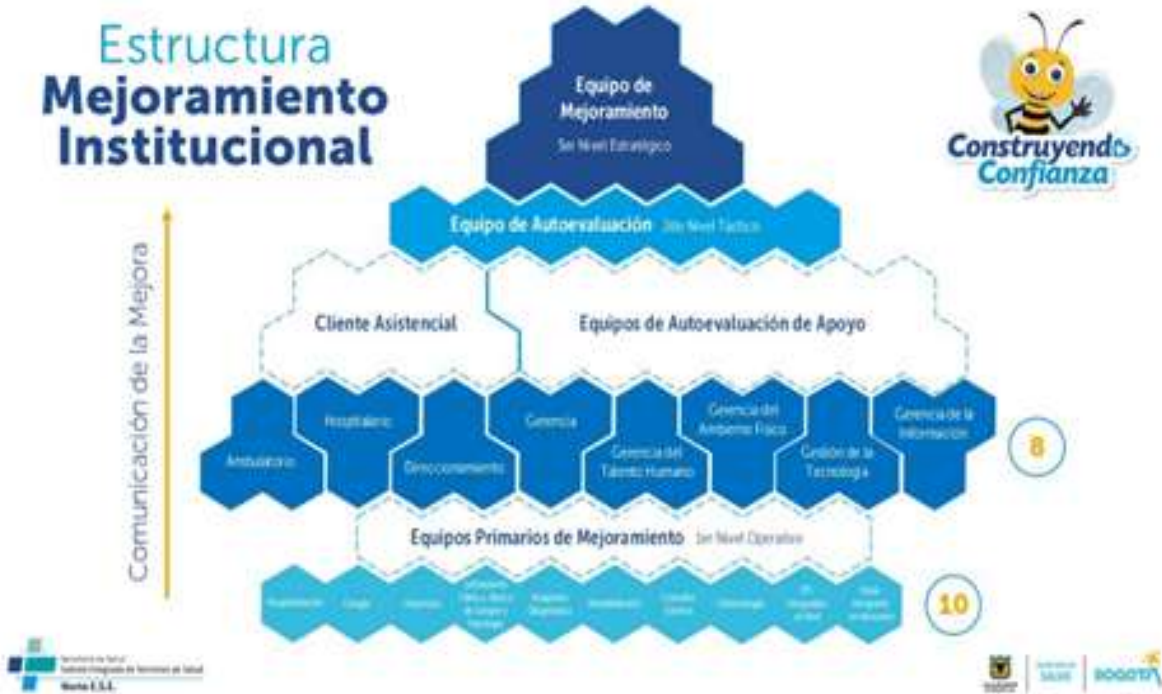 Estructura
Mejoramiento
Institucional
Equipo de
Mejoramiento
3er Nivel Estratégico
Construyendo
Confianza
Equipo de Autoevaluación 2do Nivel Táctico
Comunicación de la Mejora
Cliente Asistencial
Equipos de Autoevaluación de Apoyo
Ambulatorio
Hospitalario
Direccionamiento
Gerencia
Gerencia del
Talento Humano
Gerencia del
Ambiente Físico
Gestión de la
Tecnología
Gerencia de la
Información
8
Equipos Primarios de Mejoramiento 1er Nivel Operativo
Hospitalización
Cirugía
10
Norte E.S.E.
SALUD
BOGOTÁ